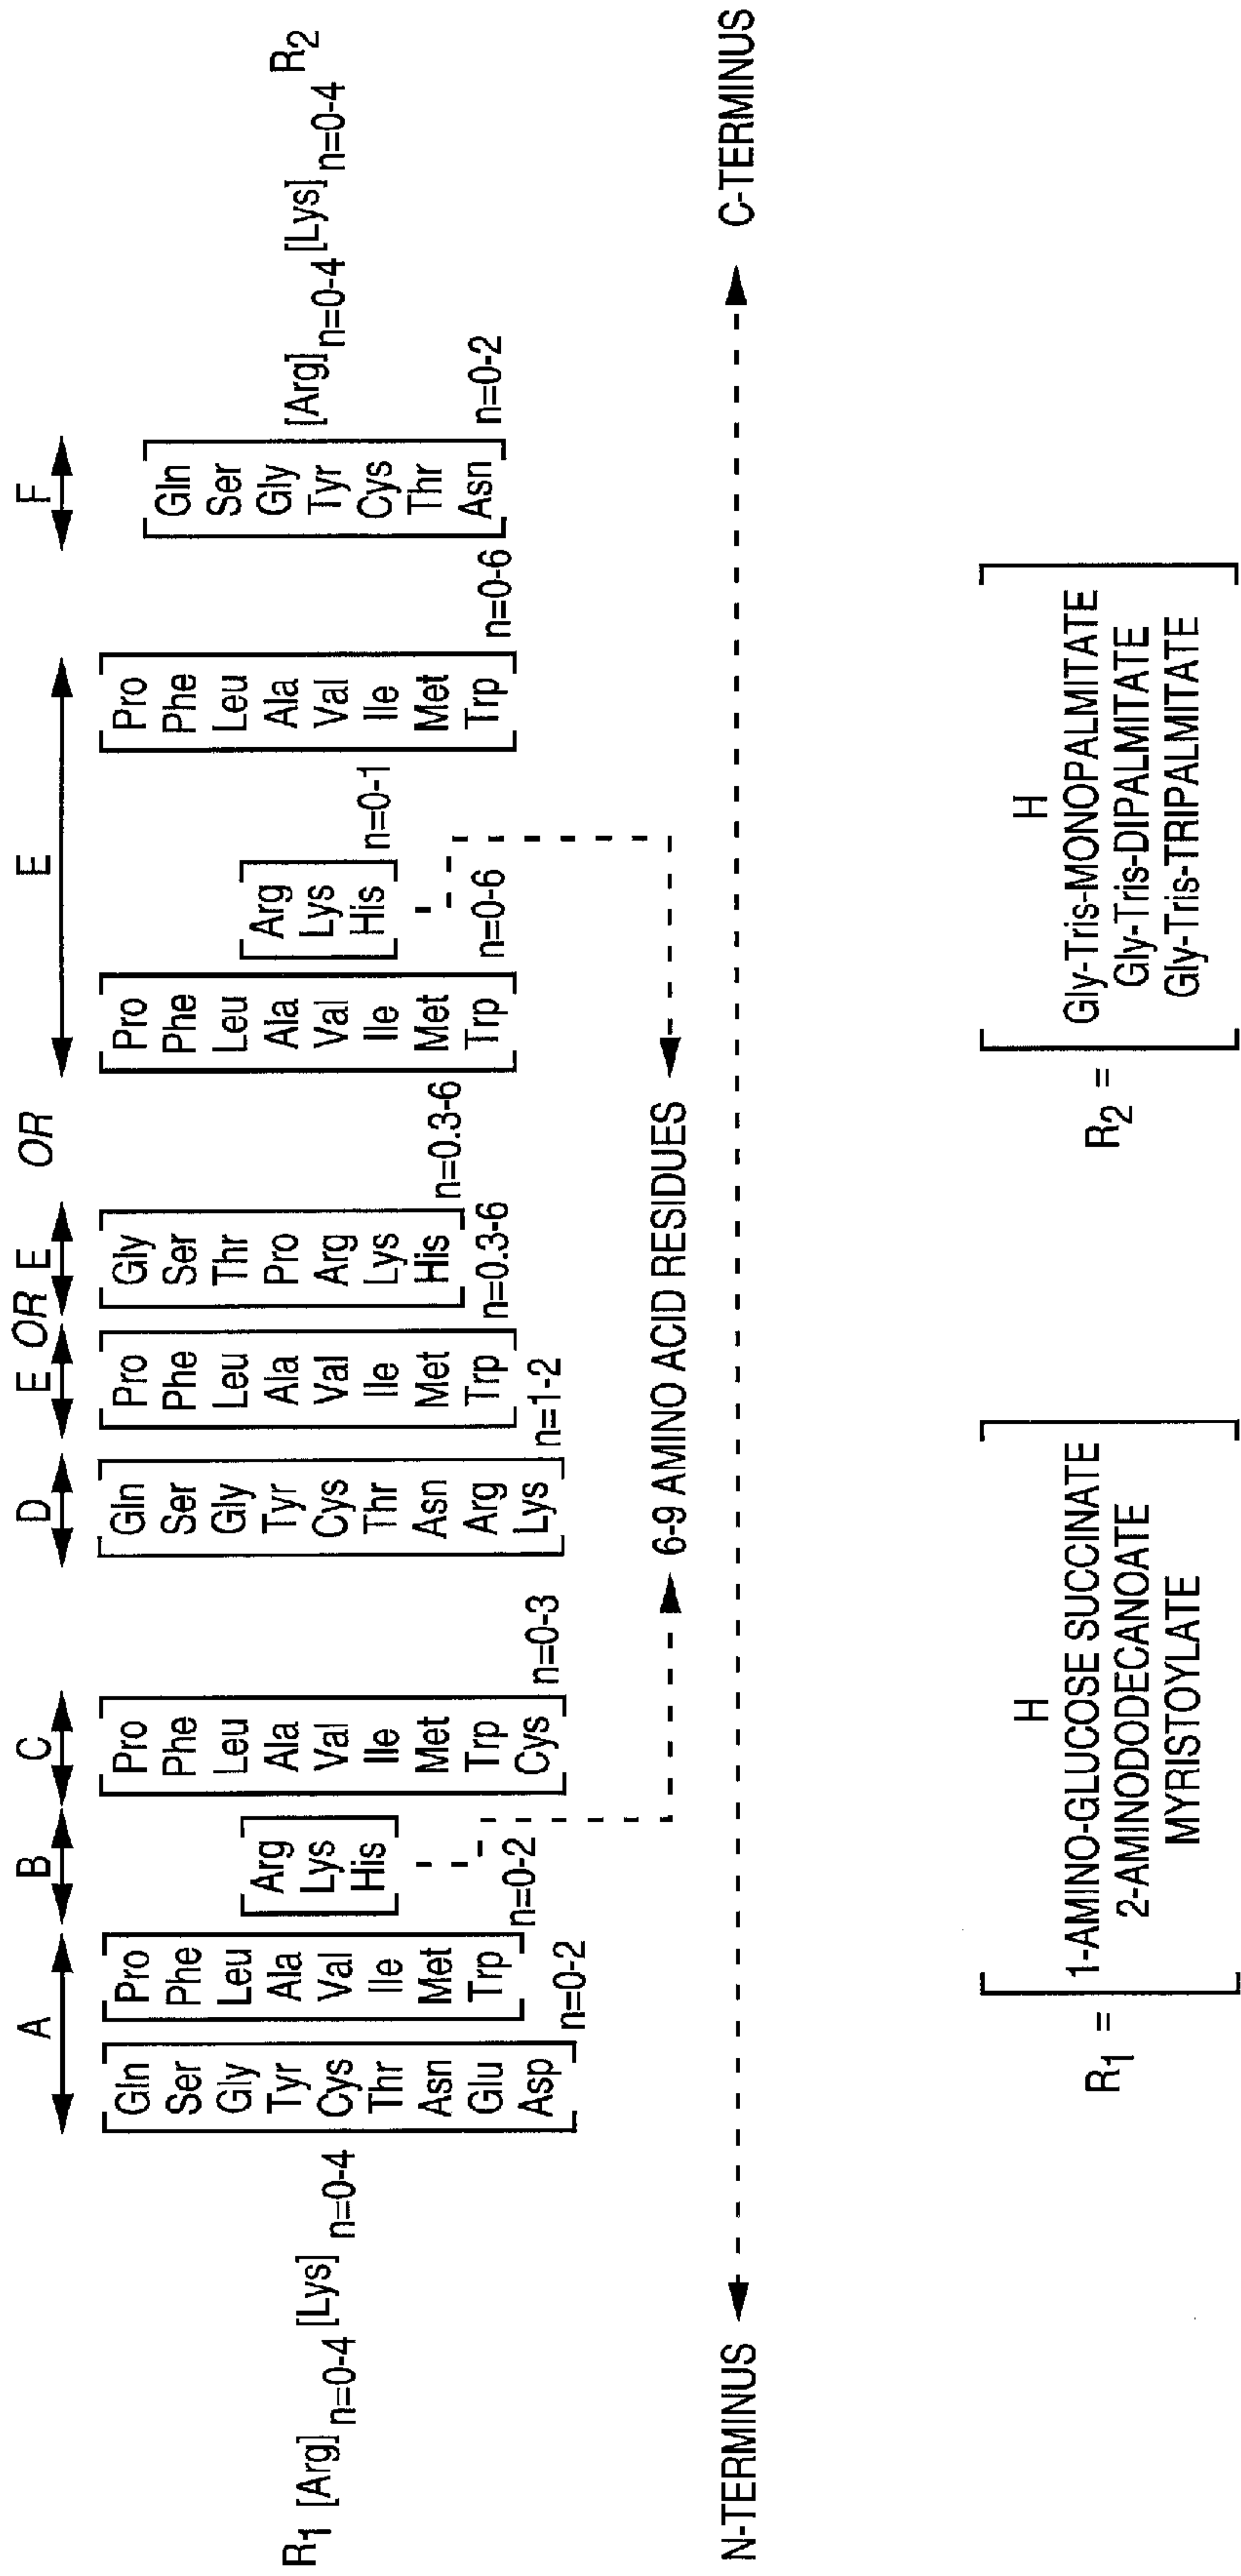 A B C D E OR E OR E F
R1 [Arg]n=0-4 [Lys]n=0-4
Gln
Ser
Gly
Tyr
Cys
Thr
Asn
Glu
Asp
n=0-2
Pro
Phe
Leu
Ala
Val
Ile
Met
Trp
n=0-2
Arg
Lys
His
Pro
Phe
Leu
Ala
Val
Ile
Met
Trp
Cys
n=0-3
Gln
Ser
Gly
Tyr
Cys
Thr
Asn
Arg
Lys
n=1-2
Pro
Phe
Leu
Ala
Val
Ile
Met
Trp
n=0.3-6
Gly
Ser
Thr
Pro
Arg
Lys
His
n=0.3-6
Pro
Phe
Leu
Ala
Val
Ile
Met
Trp
n=0-6
Arg
Lys
His
n=0-1
Pro
Phe
Leu
Ala
Val
Ile
Met
Trp
n=0-6
Gln
Ser
Gly
Tyr
Cys
Thr
Asn
n=0-2
[Arg]n=0-4 [Lys]n=0-4 R2
6-9 AMINO ACID RESIDUES
N-TERMINUS C-TERMINUS
R1 =
H
1-AMINO-GLUCOSE SUCCINATE
2-AMINODODECANOATE
MYRISTOYLATE
R2 =
H
Gly-Tris-MONOPALMITATE
Gly-Tris-DIPALMITATE
Gly-Tris-TRIPALMITATE